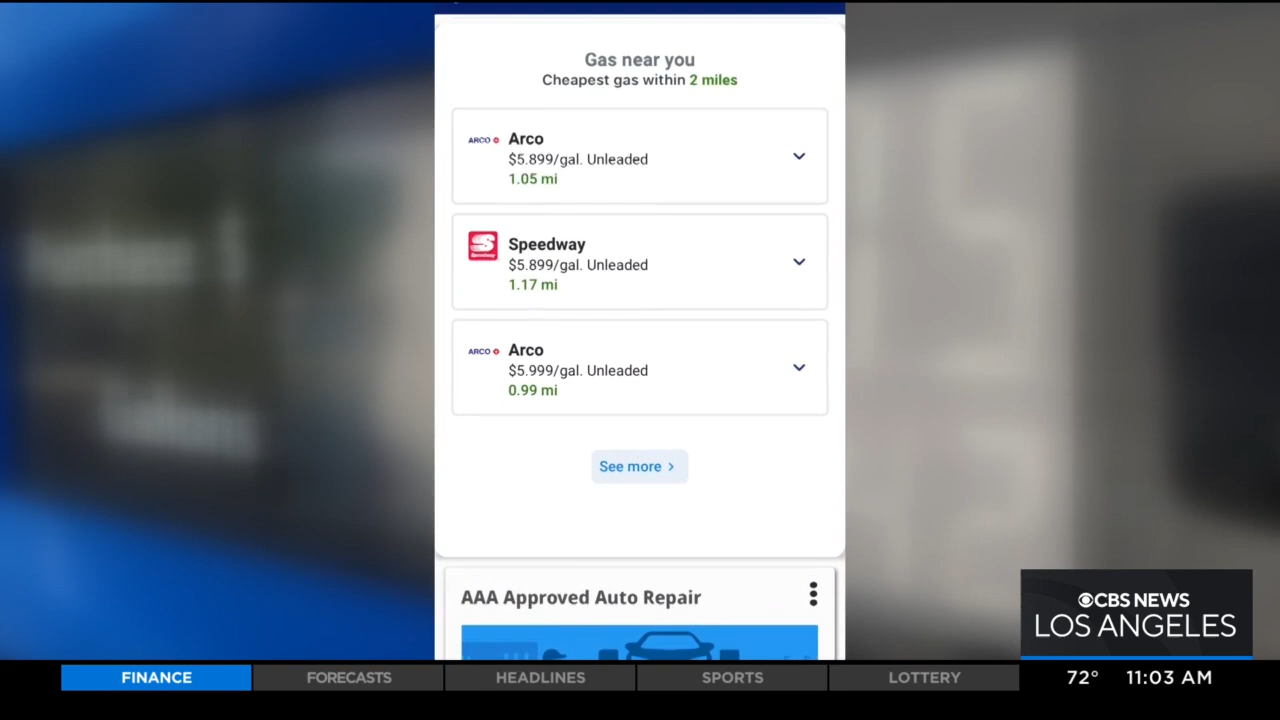 Gas near you
Cheapest gas within 2 miles
ARCO
Arco
$5.899/gal. Unleaded
1.05 mi
Speedway
Speedway
$5.899/gal. Unleaded
1.17 mi
ARCO
Arco
$5.999/gal. Unleaded
0.99 mi
See more >
AAA Approved Auto Repair
CBS NEWS
LOS ANGELES
FINANCE
FORECASTS
HEADLINES
SPORTS
LOTTERY
72°
11:03 AM